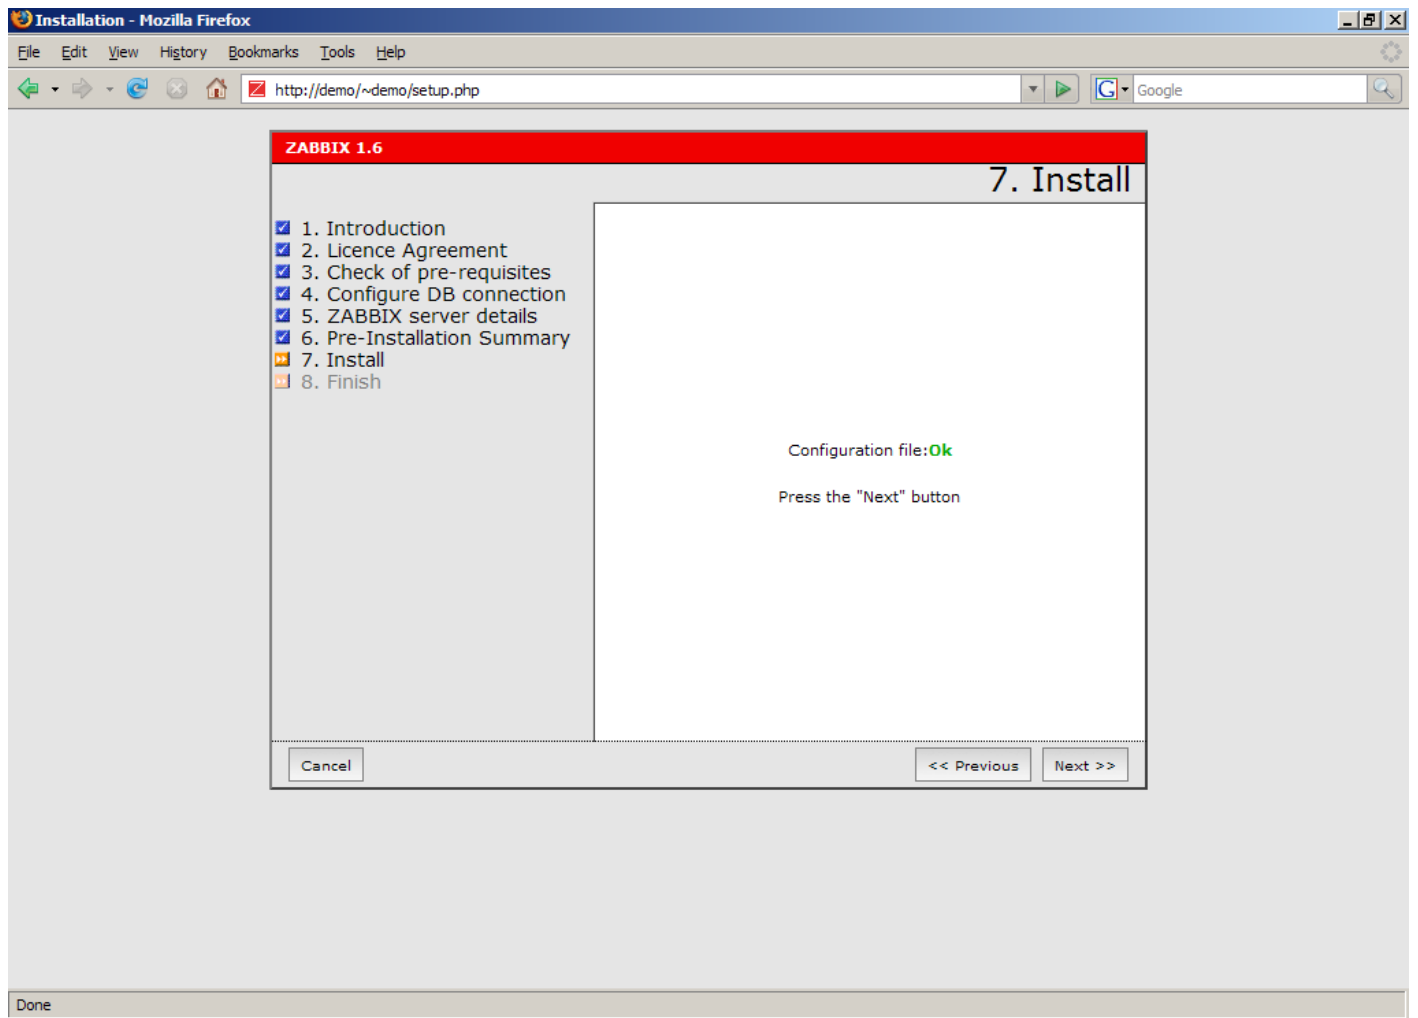 Installation - Mozilla Firefox
File Edit View History Bookmarks Tools Help
http://demo/~demo/setup.php
G Google
ZABBIX 1.6
7. Install
1. Introduction
2. Licence Agreement
3. Check of pre-requisites
4. Configure DB connection
5. ZABBIX server details
6. Pre-Installation Summary
7. Install
8. Finish
Configuration file:Ok
Press the "Next" button
Cancel << Previous Next >>
Done